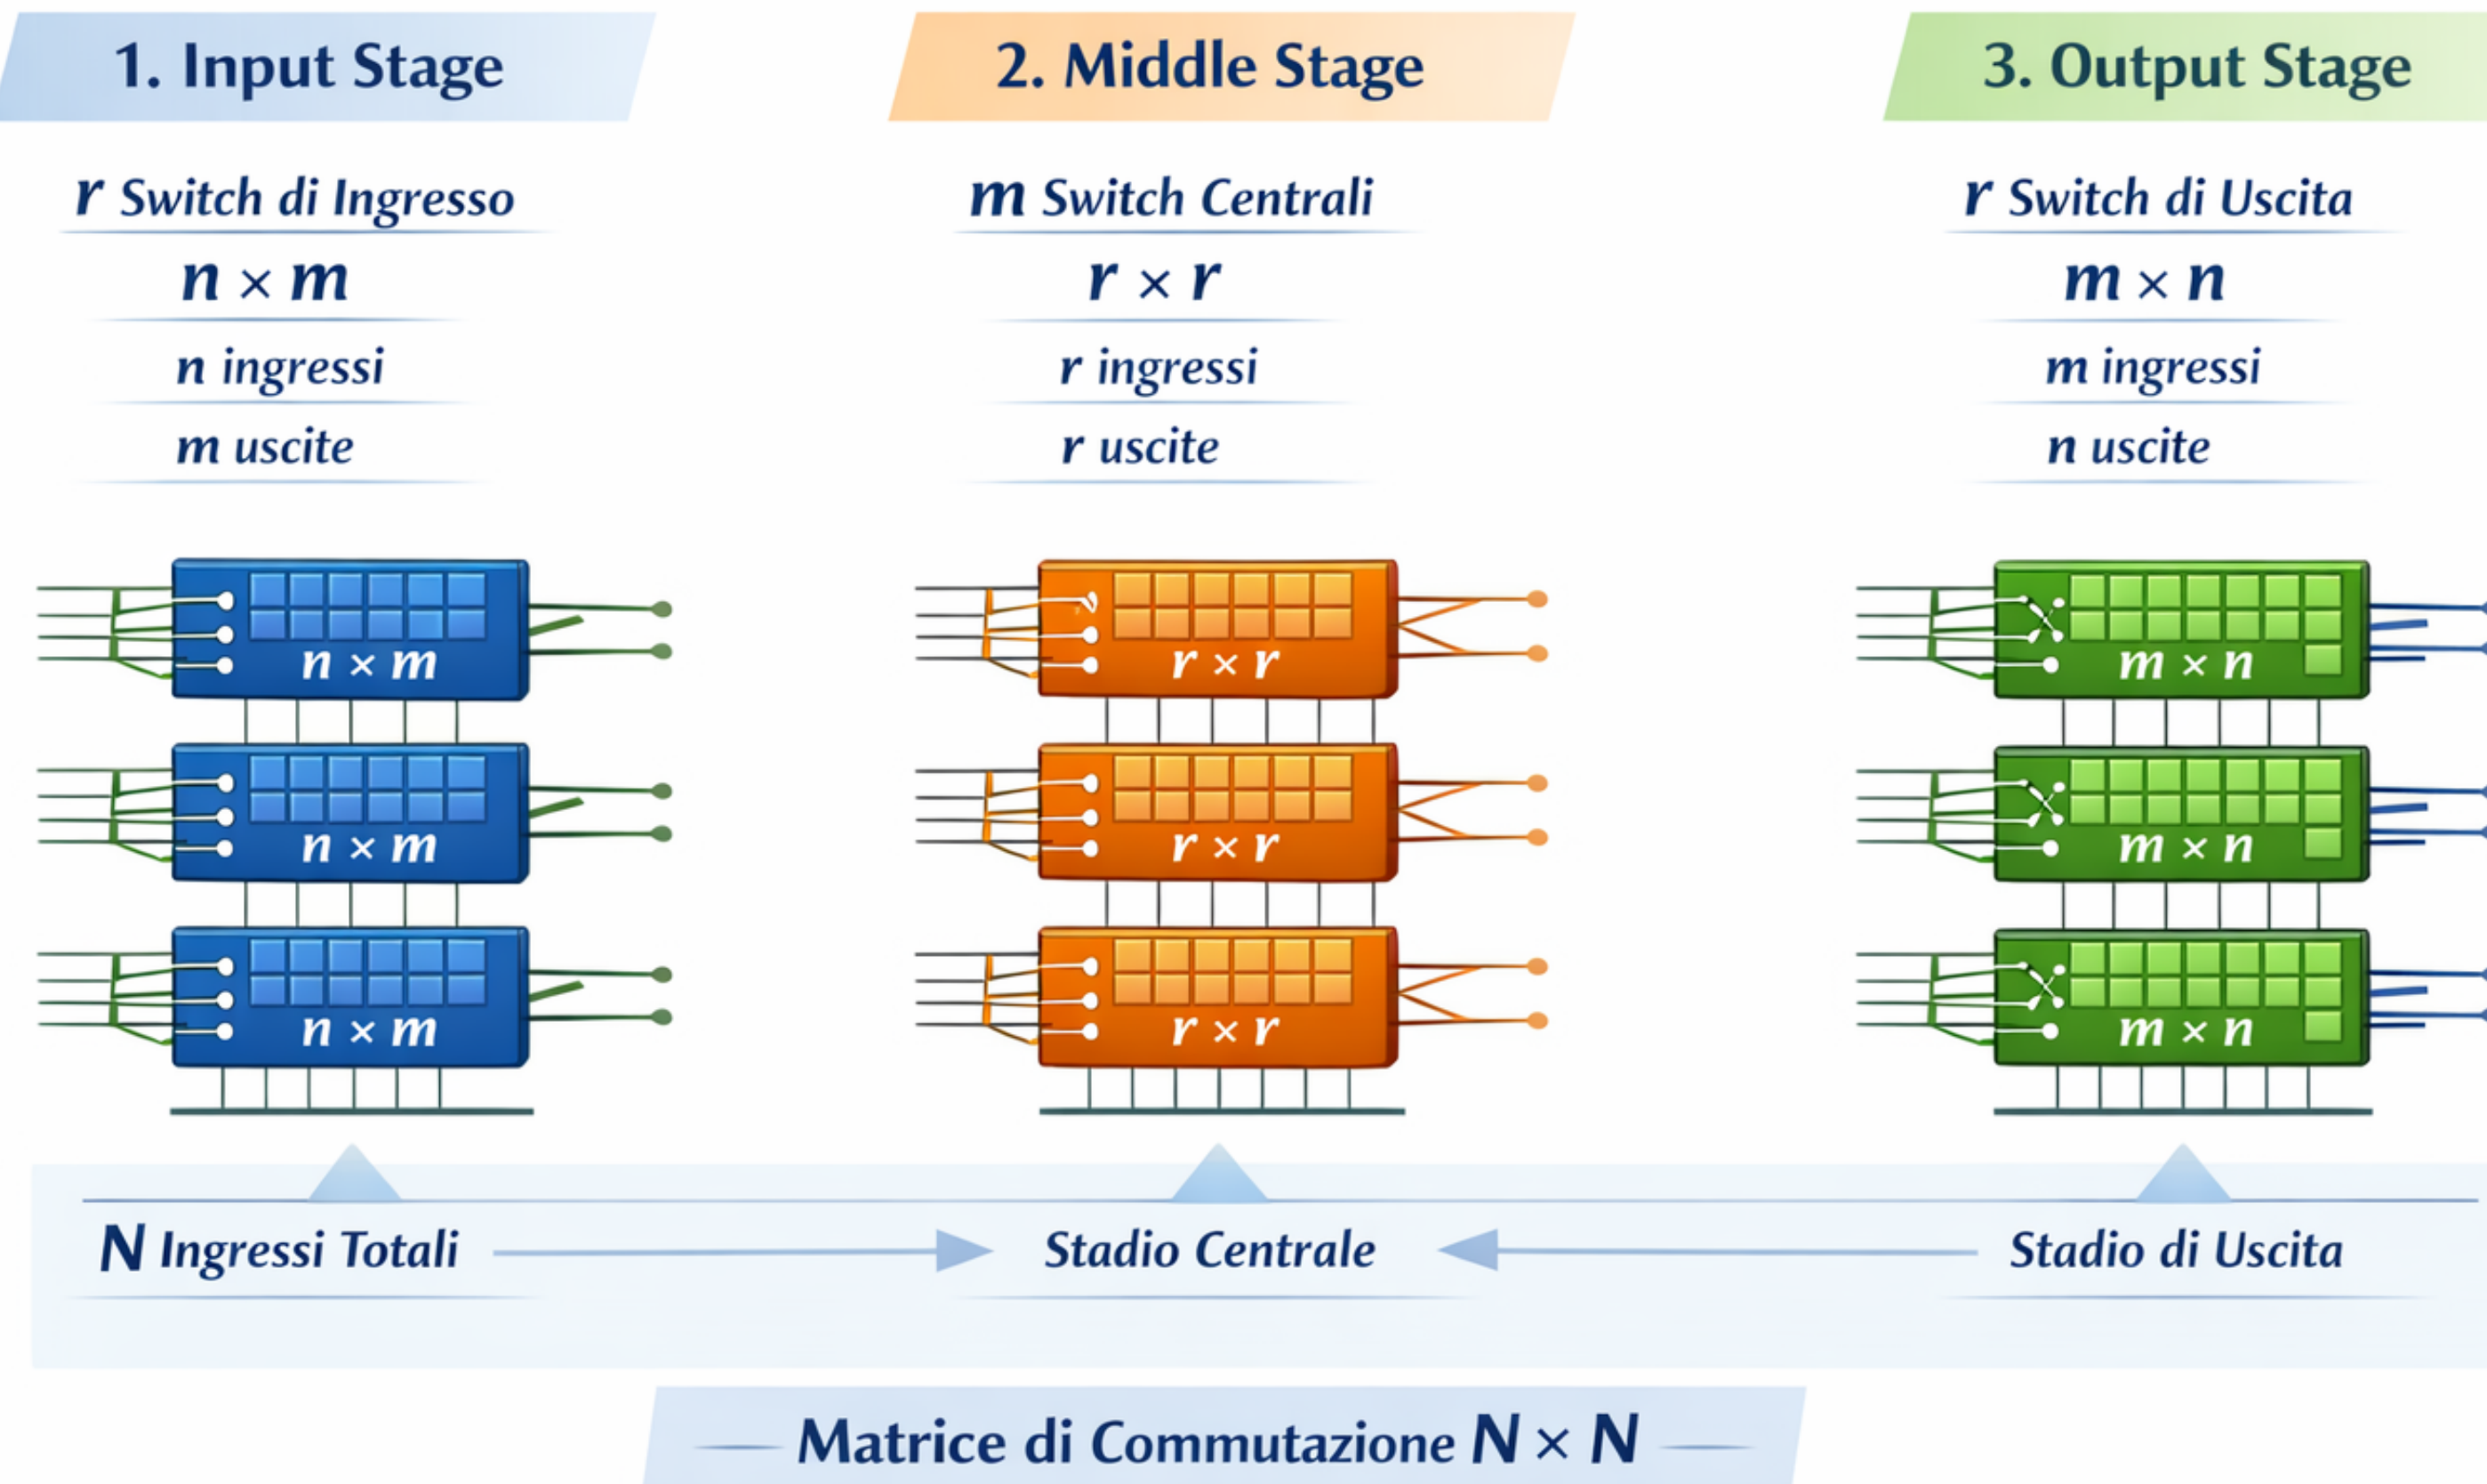 1. Input Stage
r Switch di Ingresso
n × m
n ingressi
m uscite
n × m
n × m
n × m
2. Middle Stage
m Switch Centrali
r × r
r ingressi
r uscite
r × r
r × r
r × r
3. Output Stage
r Switch di Uscita
m × n
m ingressi
n uscite
m × n
m × n
m × n
N Ingressi Totali
Stadio Centrale
Stadio di Uscita
Matrice di Commutazione N × N